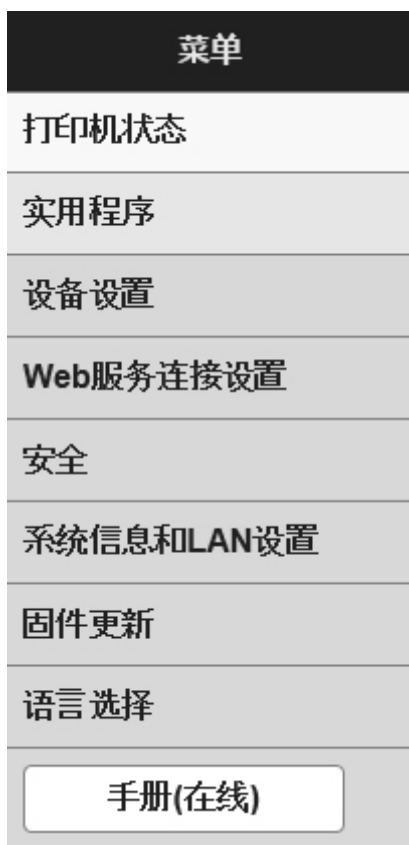 菜单
打印机状态
实用程序
设备设置
Web服务连接设置
安全
系统信息和LAN设置
固件更新
语言选择
手册(在线)